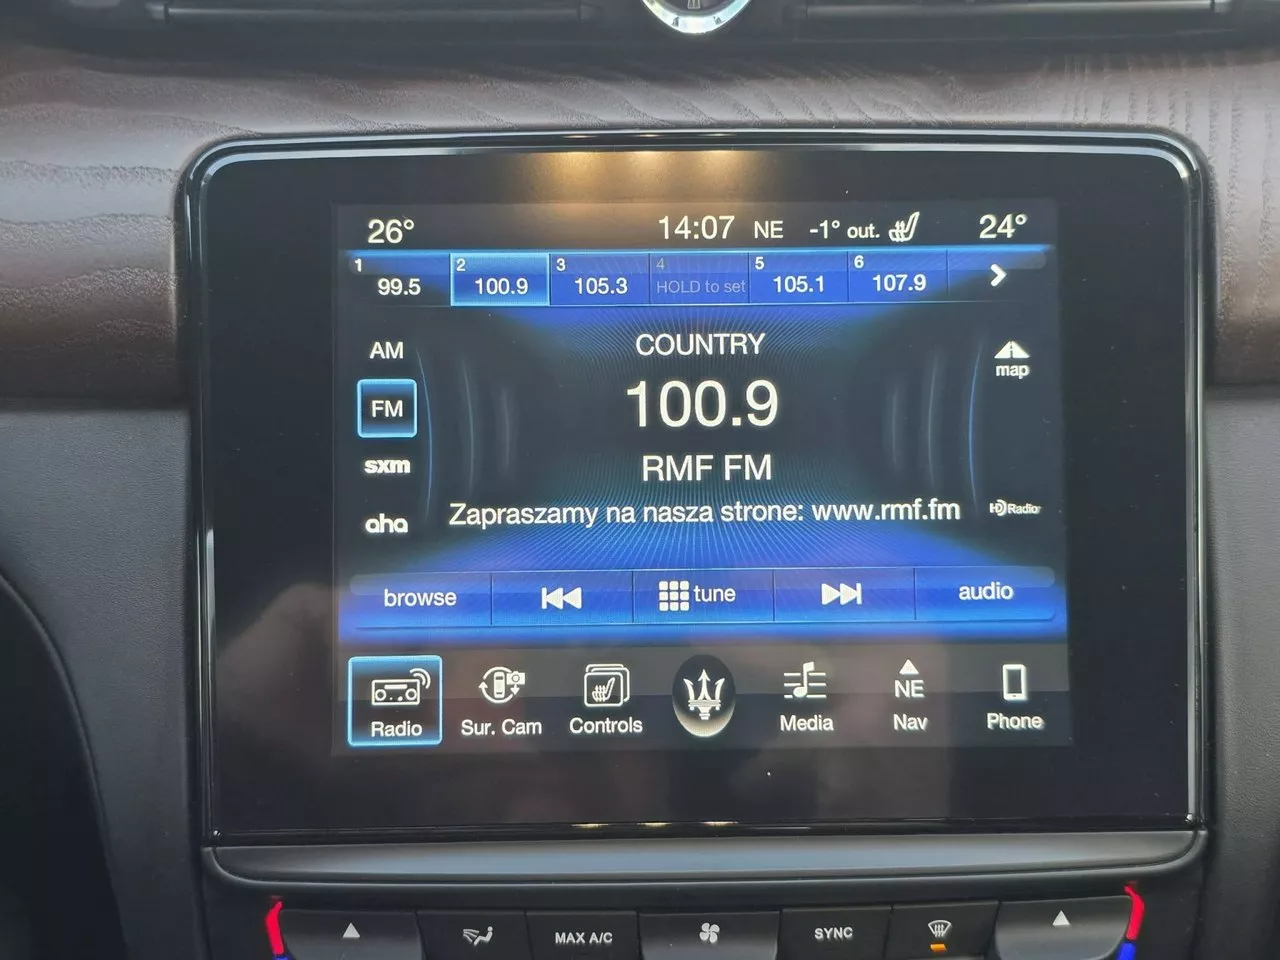 26° 14:07 NE -1° out. 24°
1 2 3 4 5 6
99.5 100.9 105.3 HOLD to set 105.1 107.9
AM COUNTRY
map
FM 100.9
sxm RMF FM
aha Zapraszamy na nasza strone: www.rmf.fm HD Radio
browse tune audio
NE
Radio Sur. Cam Controls Media Nav Phone
MAX A/C SYNC